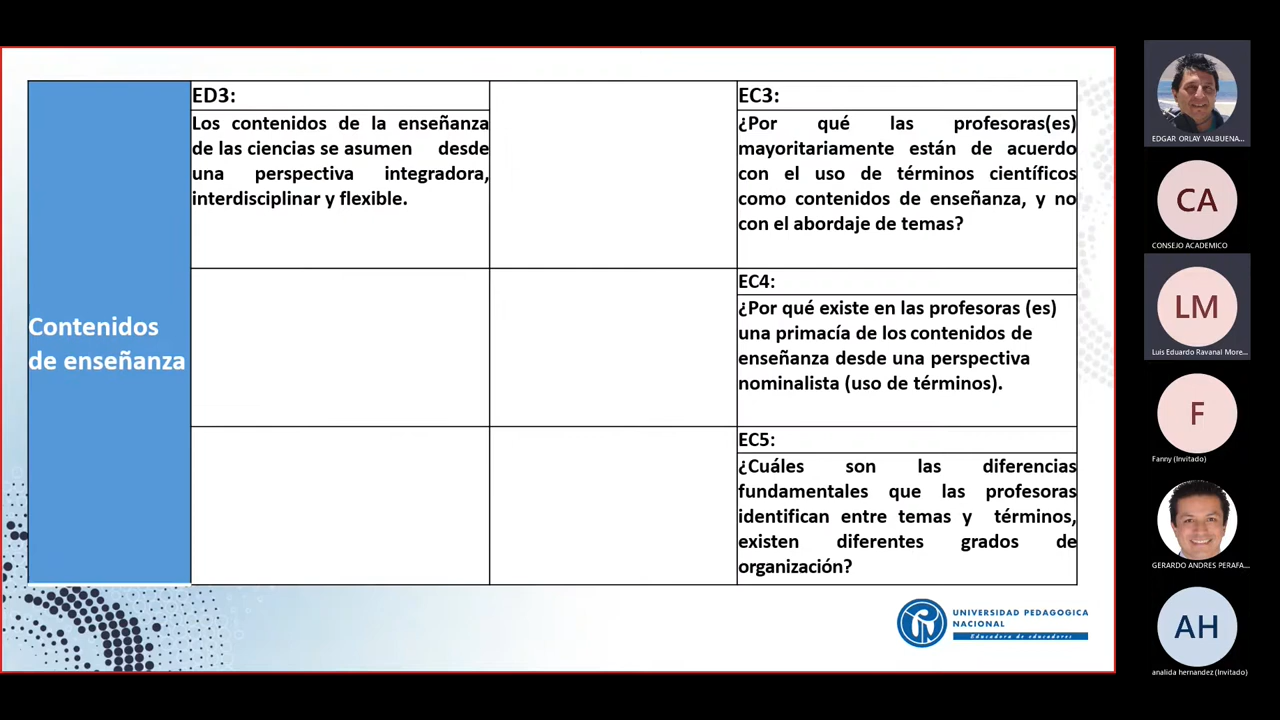 Contenidos
de enseñanza
ED3:
Los contenidos de la enseñanza
de las ciencias se asumen desde
una perspectiva integradora,
interdisciplinar y flexible.
EC3:
¿Por qué las profesoras(es)
mayoritariamente están de acuerdo
con el uso de términos científicos
como contenidos de enseñanza, y no
con el abordaje de temas?
EC4:
¿Por qué existe en las profesoras (es)
una primacía de los contenidos de
enseñanza desde una perspectiva
nominalista (uso de términos).
EC5:
¿Cuáles son las diferencias
fundamentales que las profesoras
identifican entre temas y términos,
existen diferentes grados de
organización?
UNIVERSIDAD PEDAGOGICA
NACIONAL
Educadora de educadores
EDGAR ORLAY VALBUENA...
CA
CONSEJO ACADEMICO
LM
Luis Eduardo Ravanal More...
F
Fanny (Invitado)
GERARDO ANDRES PERAFA...
AH
analida hernandez (Invitado)